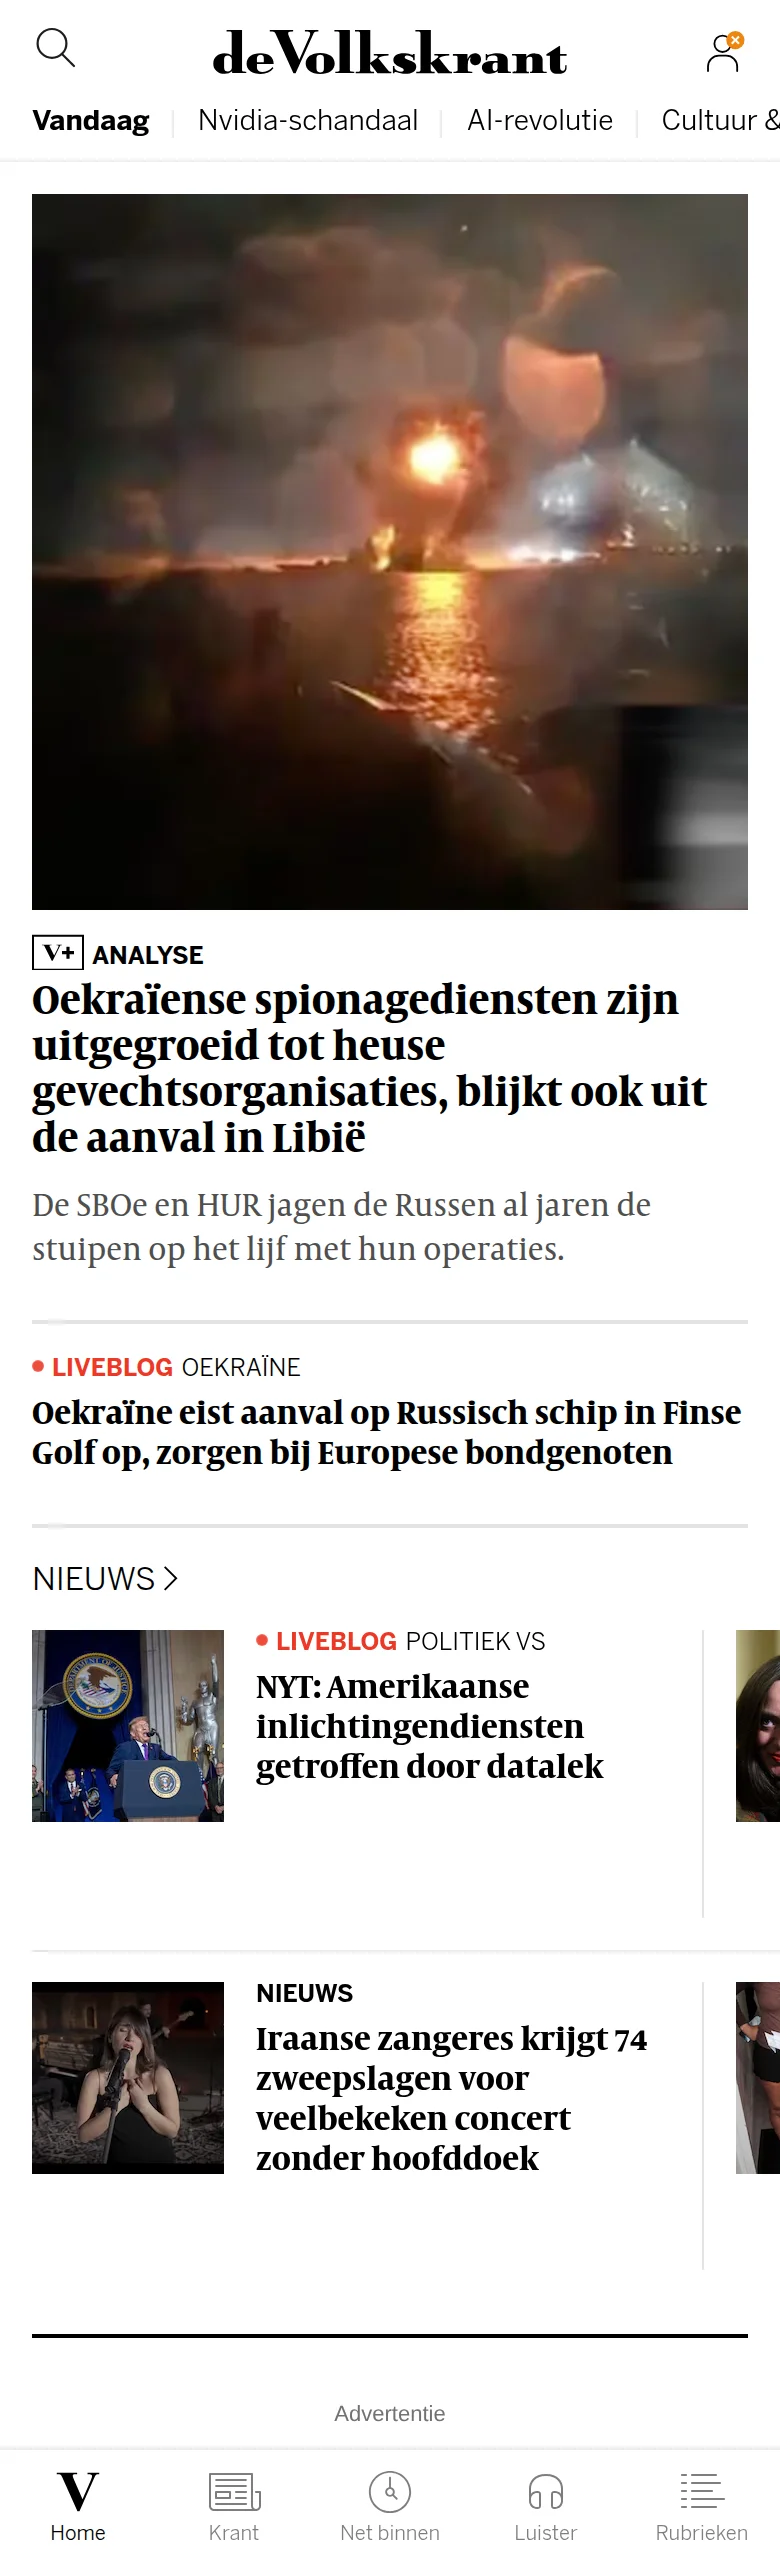 deVolkskrant
Vandaag Nvidia-schandaal AI-revolutie Cultuur &
V+ ANALYSE
Oekraïense spionagediensten zijn
uitgegroeid tot heuse
gevechtsorganisaties, blijkt ook uit
de aanval in Libië
De SBOe en HUR jagen de Russen al jaren de
stuipen op het lijf met hun operaties.
LIVEBLOG OEKRAÏNE
Oekraïne eist aanval op Russisch schip in Finse
Golf op, zorgen bij Europese bondgenoten
NIEUWS
LIVEBLOG POLITIEK VS
NYT: Amerikaanse
inlichtingendiensten
getroffen door datalek
NIEUWS
Iraanse zangeres krijgt 74
zweepslagen voor
veelbekeken concert
zonder hoofddoek
Advertentie
V
Home Krant Net binnen Luister Rubrieken